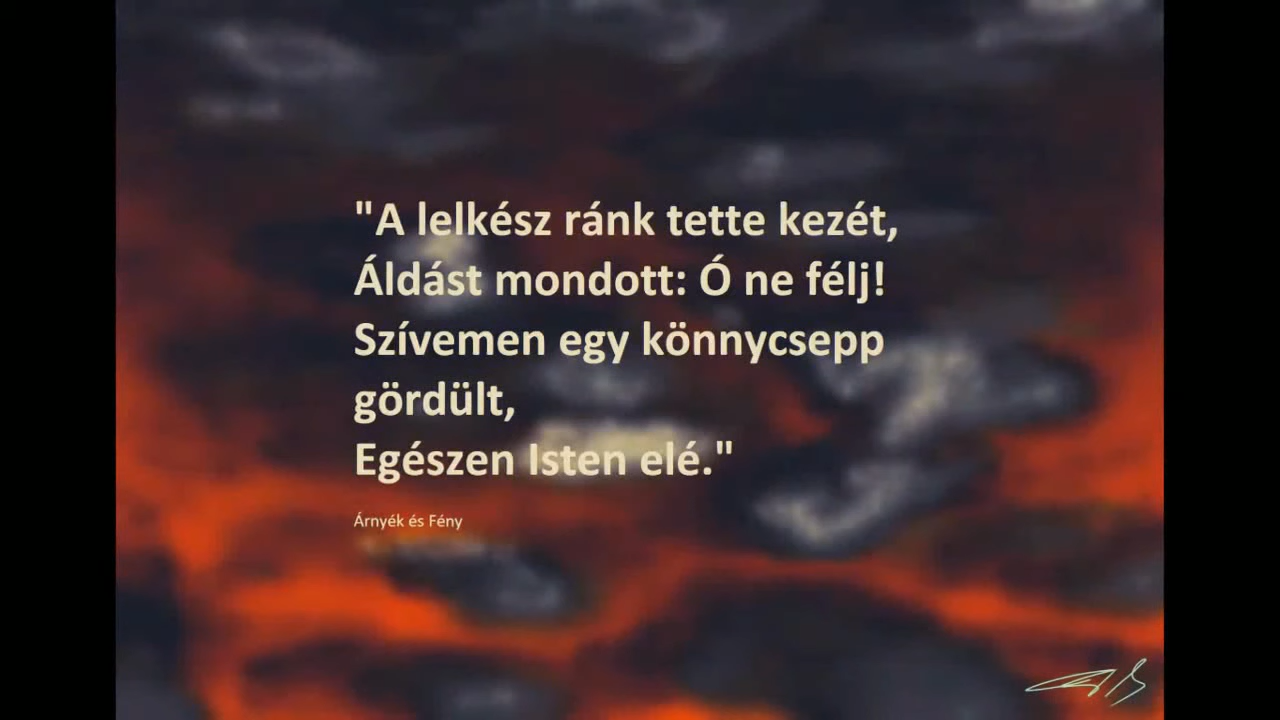 "A lelkész ránk tette kezét,
Áldást mondott: Ó ne félj!
Szívemen egy könnycsepp
gördült,
Egészen Isten elé."
Árnyék és Fény